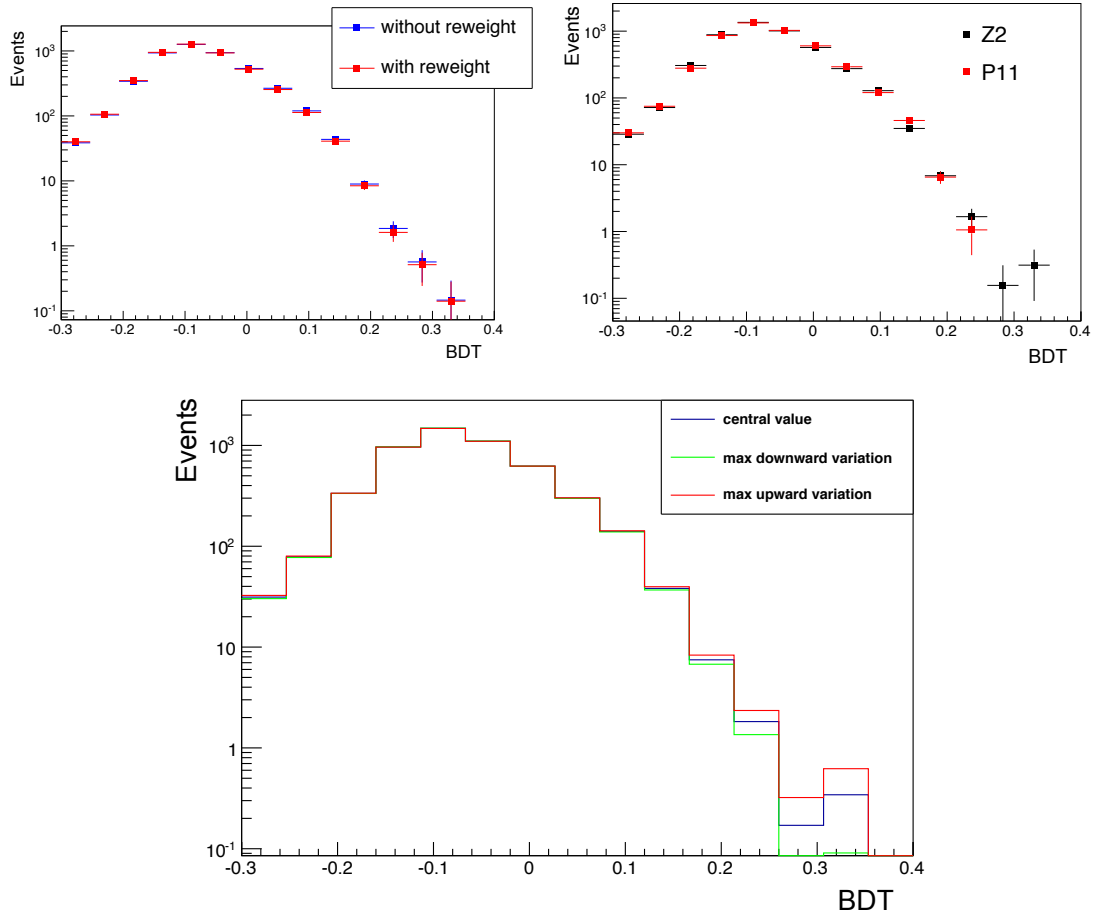 Events
10³
10²
10
1
10⁻¹
-0.3 -0.2 -0.1 0 0.1 0.2 0.3 0.4
BDT
without reweight
with reweight
Events
10³
10²
10
1
10⁻¹
-0.3 -0.2 -0.1 0 0.1 0.2 0.3 0.4
BDT
Z2
P11
Events
10³
10²
10
1
10⁻¹
-0.3 -0.2 -0.1 0 0.1 0.2 0.3 0.4
BDT
central value
max downward variation
max upward variation